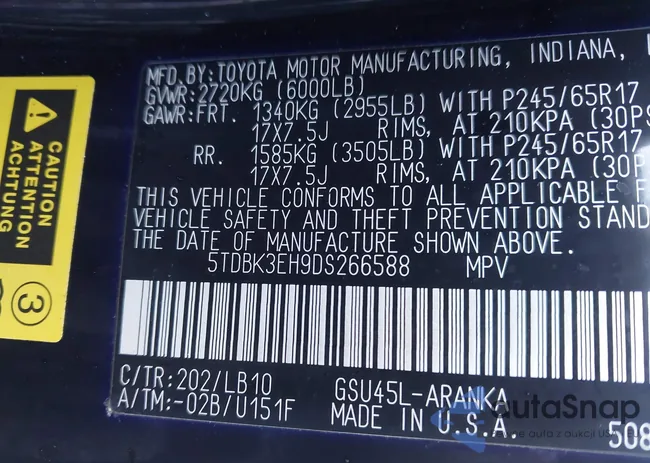 MFD. BY: TOYOTA MOTOR MANUFACTURING, INDIANA,
GVWR: 2720KG (6000LB)
GAWR: FRT. 1340KG (2955LB) WITH P245/65R17
17X7.5J RIMS, AT 210KPA (30PS
RR. 1585KG (3505LB) WITH P245/65R17
17X7.5J RIMS, AT 210KPA (30P
THIS VEHICLE CONFORMS TO ALL APPLICABLE F
VEHICLE SAFETY AND THEFT PREVENTION STAND
THE DATE OF MANUFACTURE SHOWN ABOVE.
5TDBK3EH9DS266588 MPV
C/TR: 202/LB10 GSU45L-ARANKA
A/TM: -02B/U151F MADE IN U.S.A. 508
CAUTION
ATTENTION
ACHTUNG
3
autaSnap